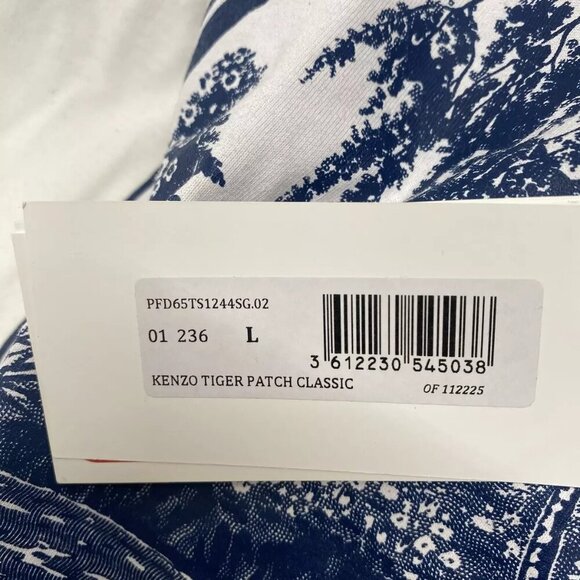 PFD65TS1244SG.02
01 236 L
3 612230 545038
KENZO TIGER PATCH CLASSIC
OF 112225